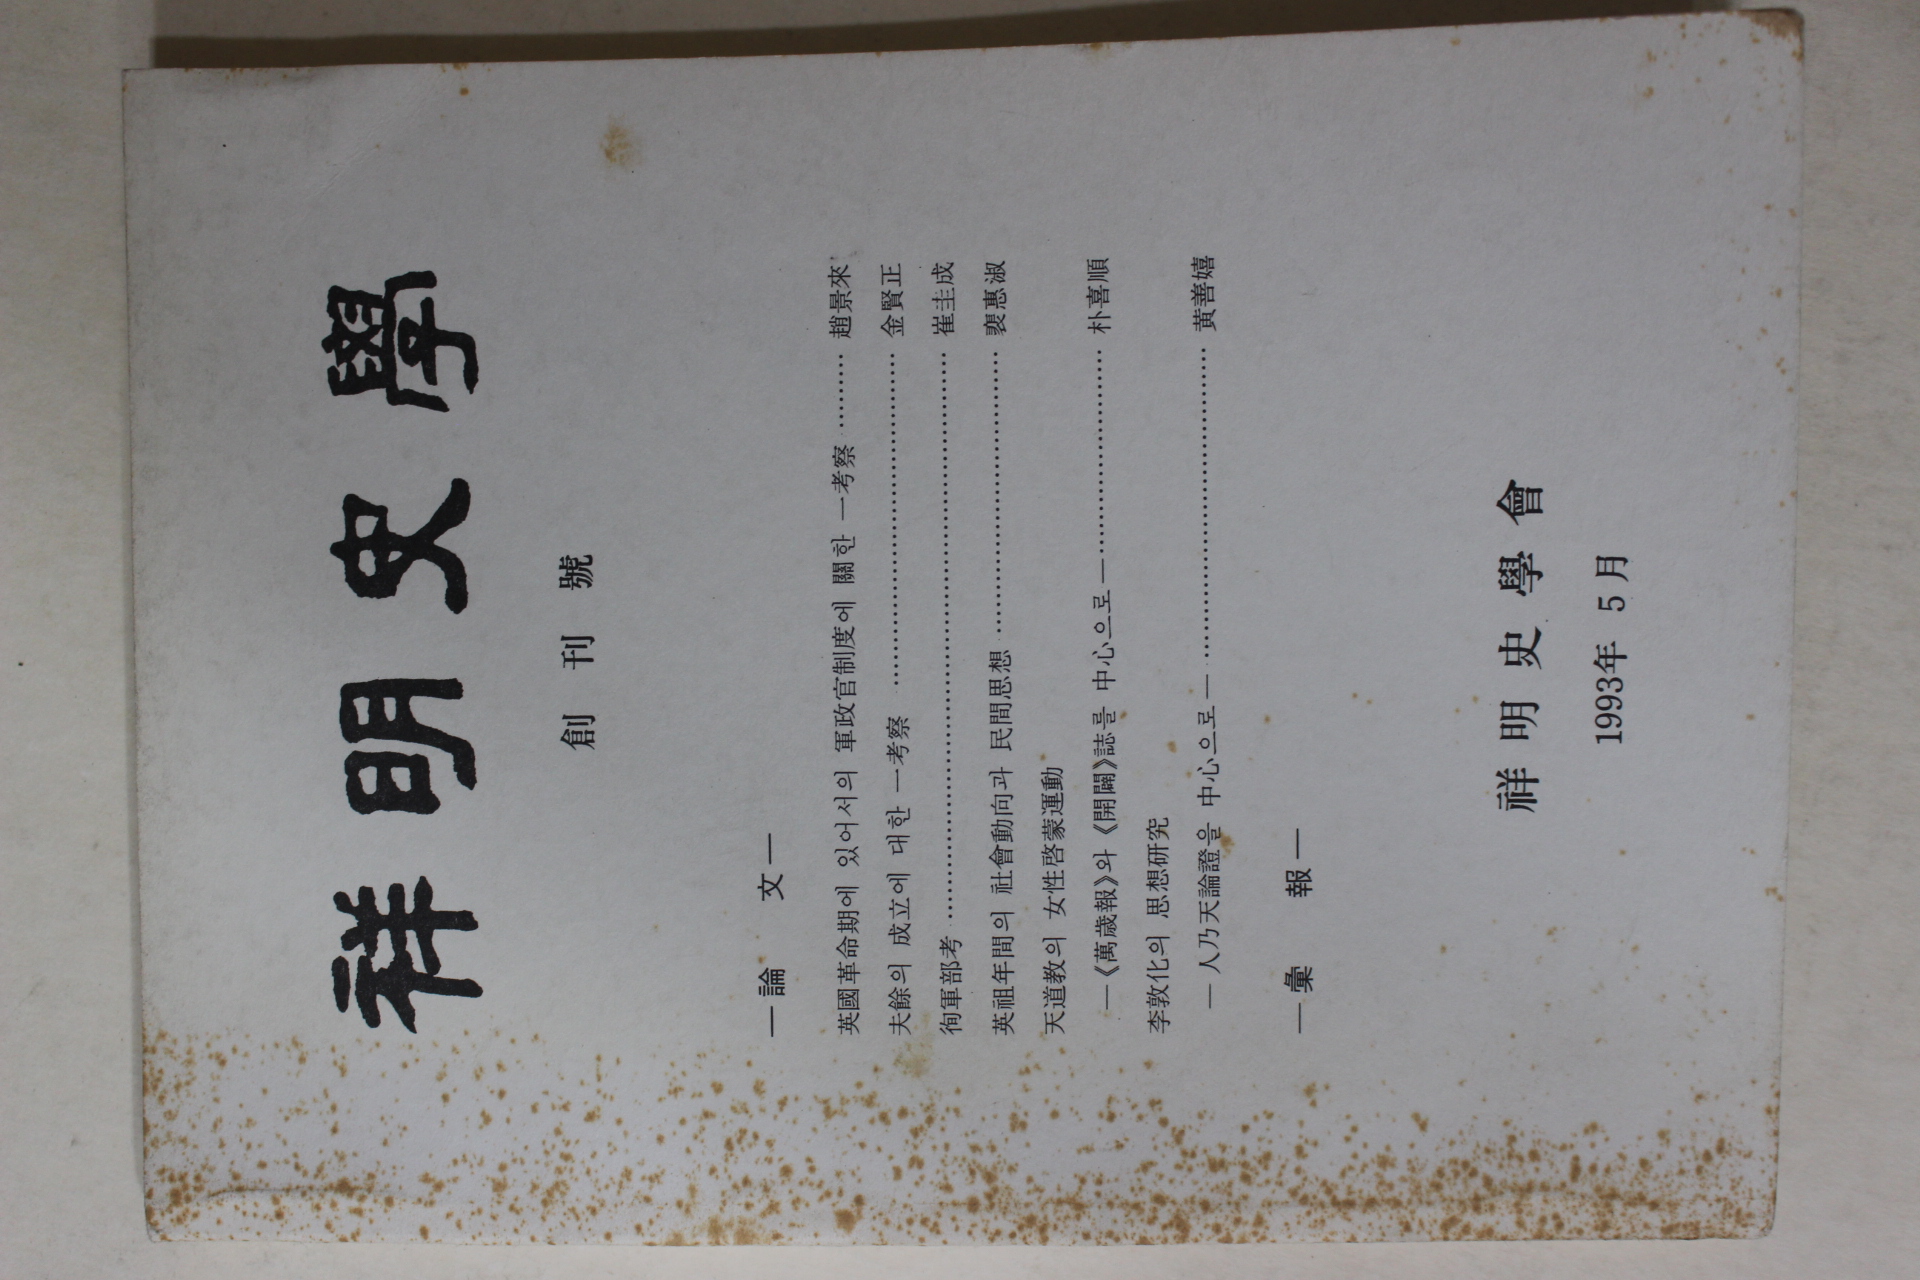 祥明史學
創刊號
―論 文―
英國革命期에 있어서의 軍政官制度에 關한 一考察 ········· 趙景來
夫餘의 成立에 대한 一考察 ································ 金賢正
徇軍部考 ······················································ 崔圭成
英祖年間의 社會動向과 民間思想 ··························· 裵惠淑
天道教의 女性啓蒙運動
―《萬歲報》와 《開闢》誌를 中心으로― ···················· 朴喜順
李敦化의 思想研究
― 人乃天論證을 中心으로― ······························ 黄善嬉
―彙 報―
祥明史學會
1993年 5月